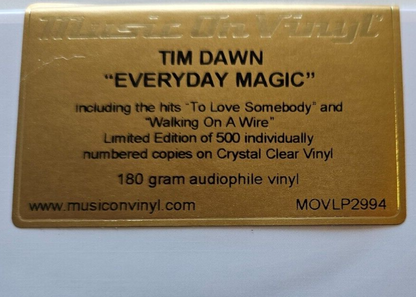 Music On Vinyl
TIM DAWN
“EVERYDAY MAGIC”
including the hits “To Love Somebody” and
“Walking On A Wire”
Limited Edition of 500 individually
numbered copies on Crystal Clear Vinyl
180 gram audiophile vinyl
www.musiconvinyl.com MOVLP2994